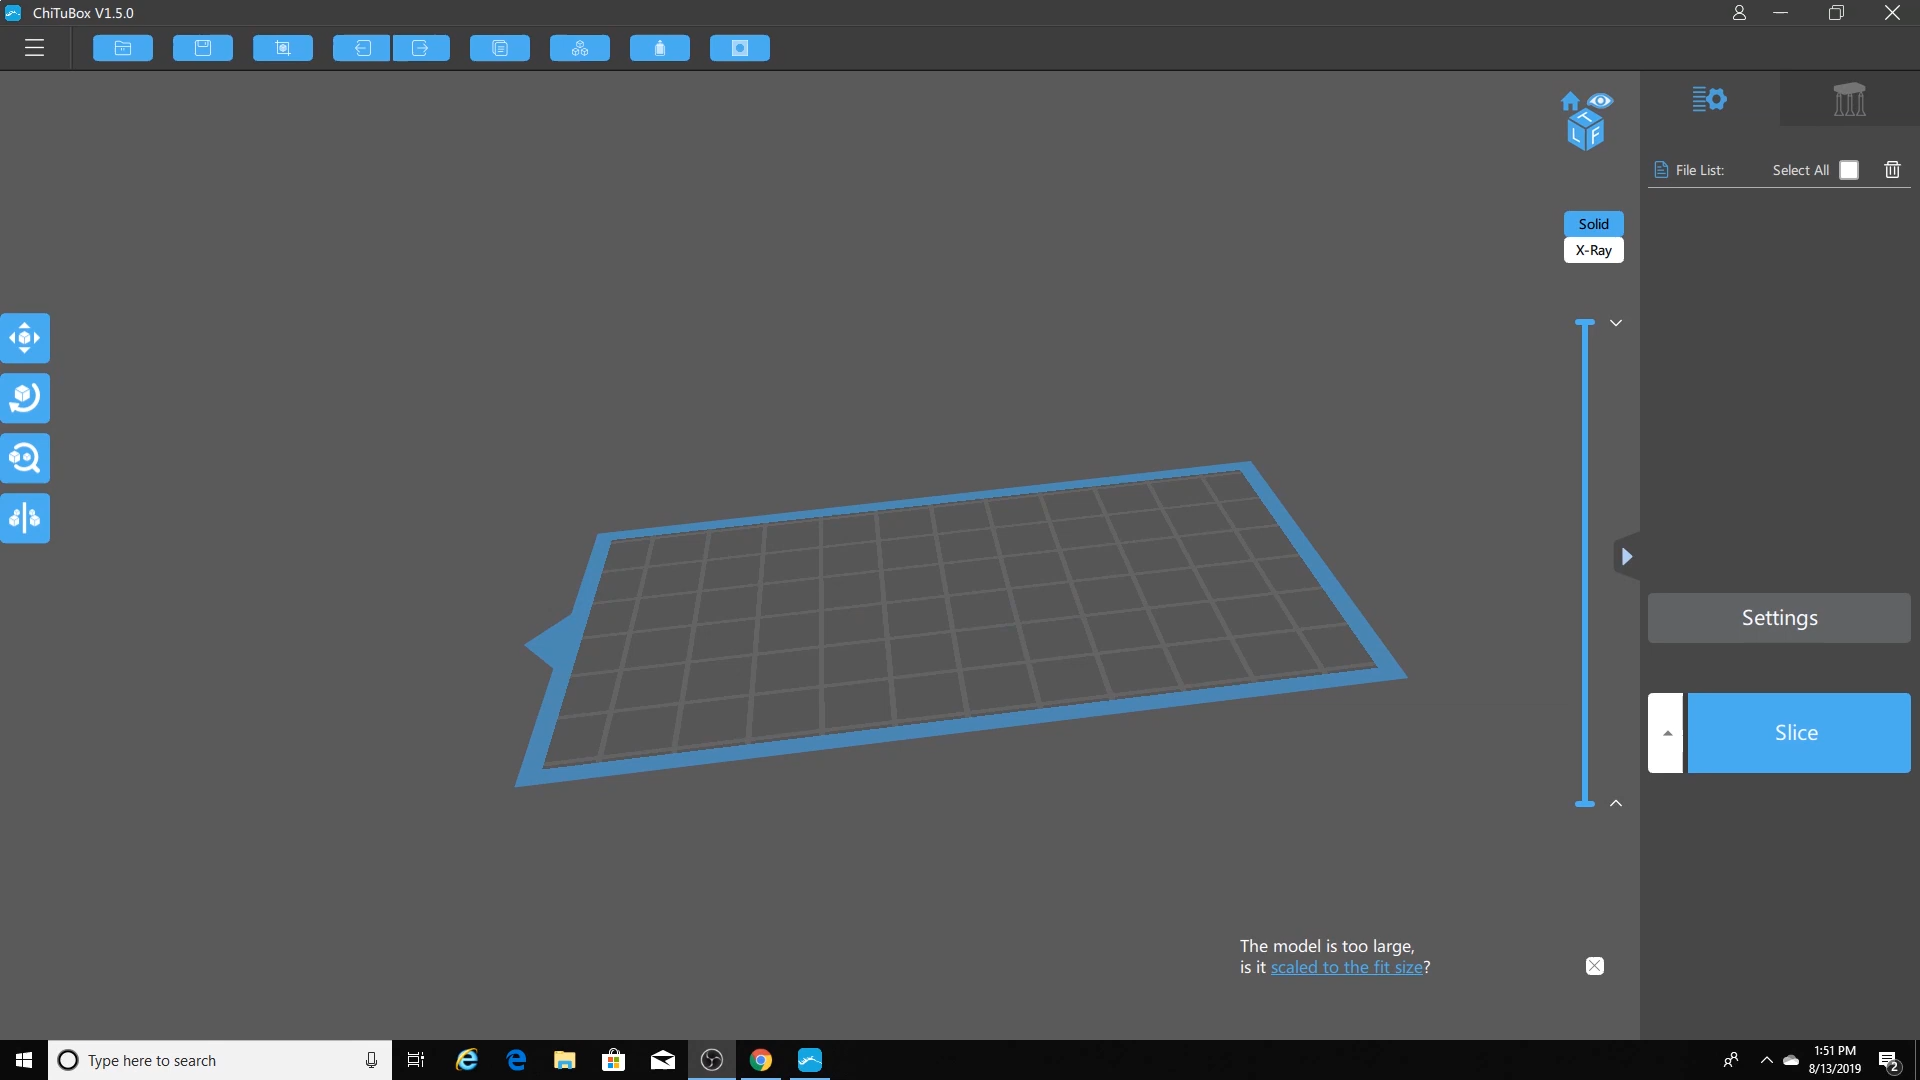 ChiTuBox V1.5.0
T
L F
File List:
Select All
Solid
X-Ray
Settings
Slice
The model is too large,
is it scaled to the fit size?
Type here to search
1:51 PM
8/13/2019
2